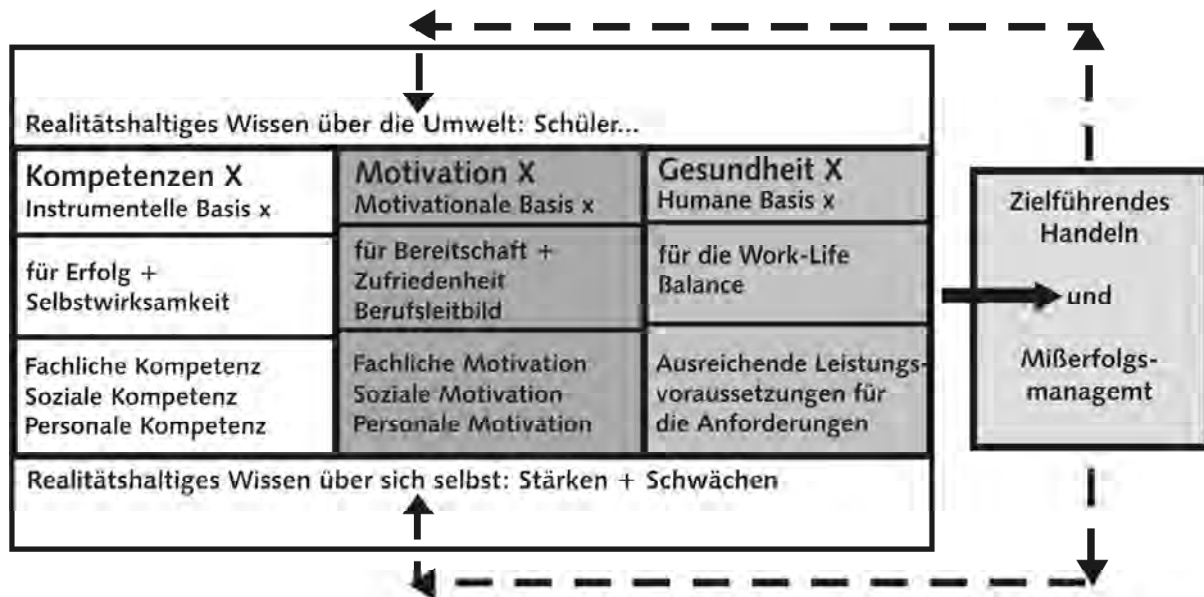 Realitätshaltiges Wissen über die Umwelt: Schüler...
Kompetenzen X
Instrumentelle Basis x
für Erfolg +
Selbstwirksamkeit
Fachliche Kompetenz
Soziale Kompetenz
Personale Kompetenz
Motivation X
Motivationale Basis x
für Bereitschaft +
Zufriedenheit
Berufsleitbild
Fachliche Motivation
Soziale Motivation
Personale Motivation
Gesundheit X
Humane Basis x
für die Work-Life
Balance
Ausreichende Leistungs-
voraussetzungen für
die Anforderungen
Realitätshaltiges Wissen über sich selbst: Stärken + Schwächen
Zielführendes
Handeln
und
Mißerfolgs-
managemt